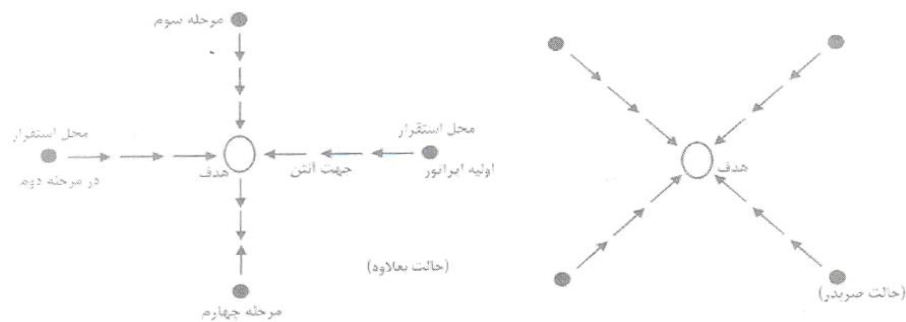 مرحله سوم
محل استقرار
محل استقرار
در مرحله دوم
هدف
جهت آنتن
اولیه اپراتور
(حالت بعلاوه)
مرحله چهارم
هدف
(حالت ضربدر)